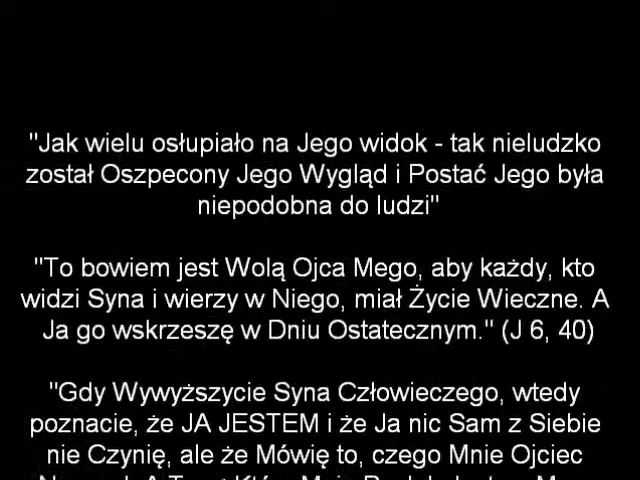 "Jak wielu osłupiało na Jego widok - tak nieludzko
został Oszpecony Jego Wygląd i Postać Jego była
niepodobna do ludzi"
"To bowiem jest Wolą Ojca Mego, aby każdy, kto
widzi Syna i wierzy w Niego, miał Życie Wieczne. A
Ja go wskrzeszę w Dniu Ostatecznym." (J 6, 40)
"Gdy Wywyższycie Syna Człowieczego, wtedy
poznacie, że JA JESTEM i że Ja nic Sam z Siebie
nie Czynię, ale że Mówię to, czego Mnie Ojciec